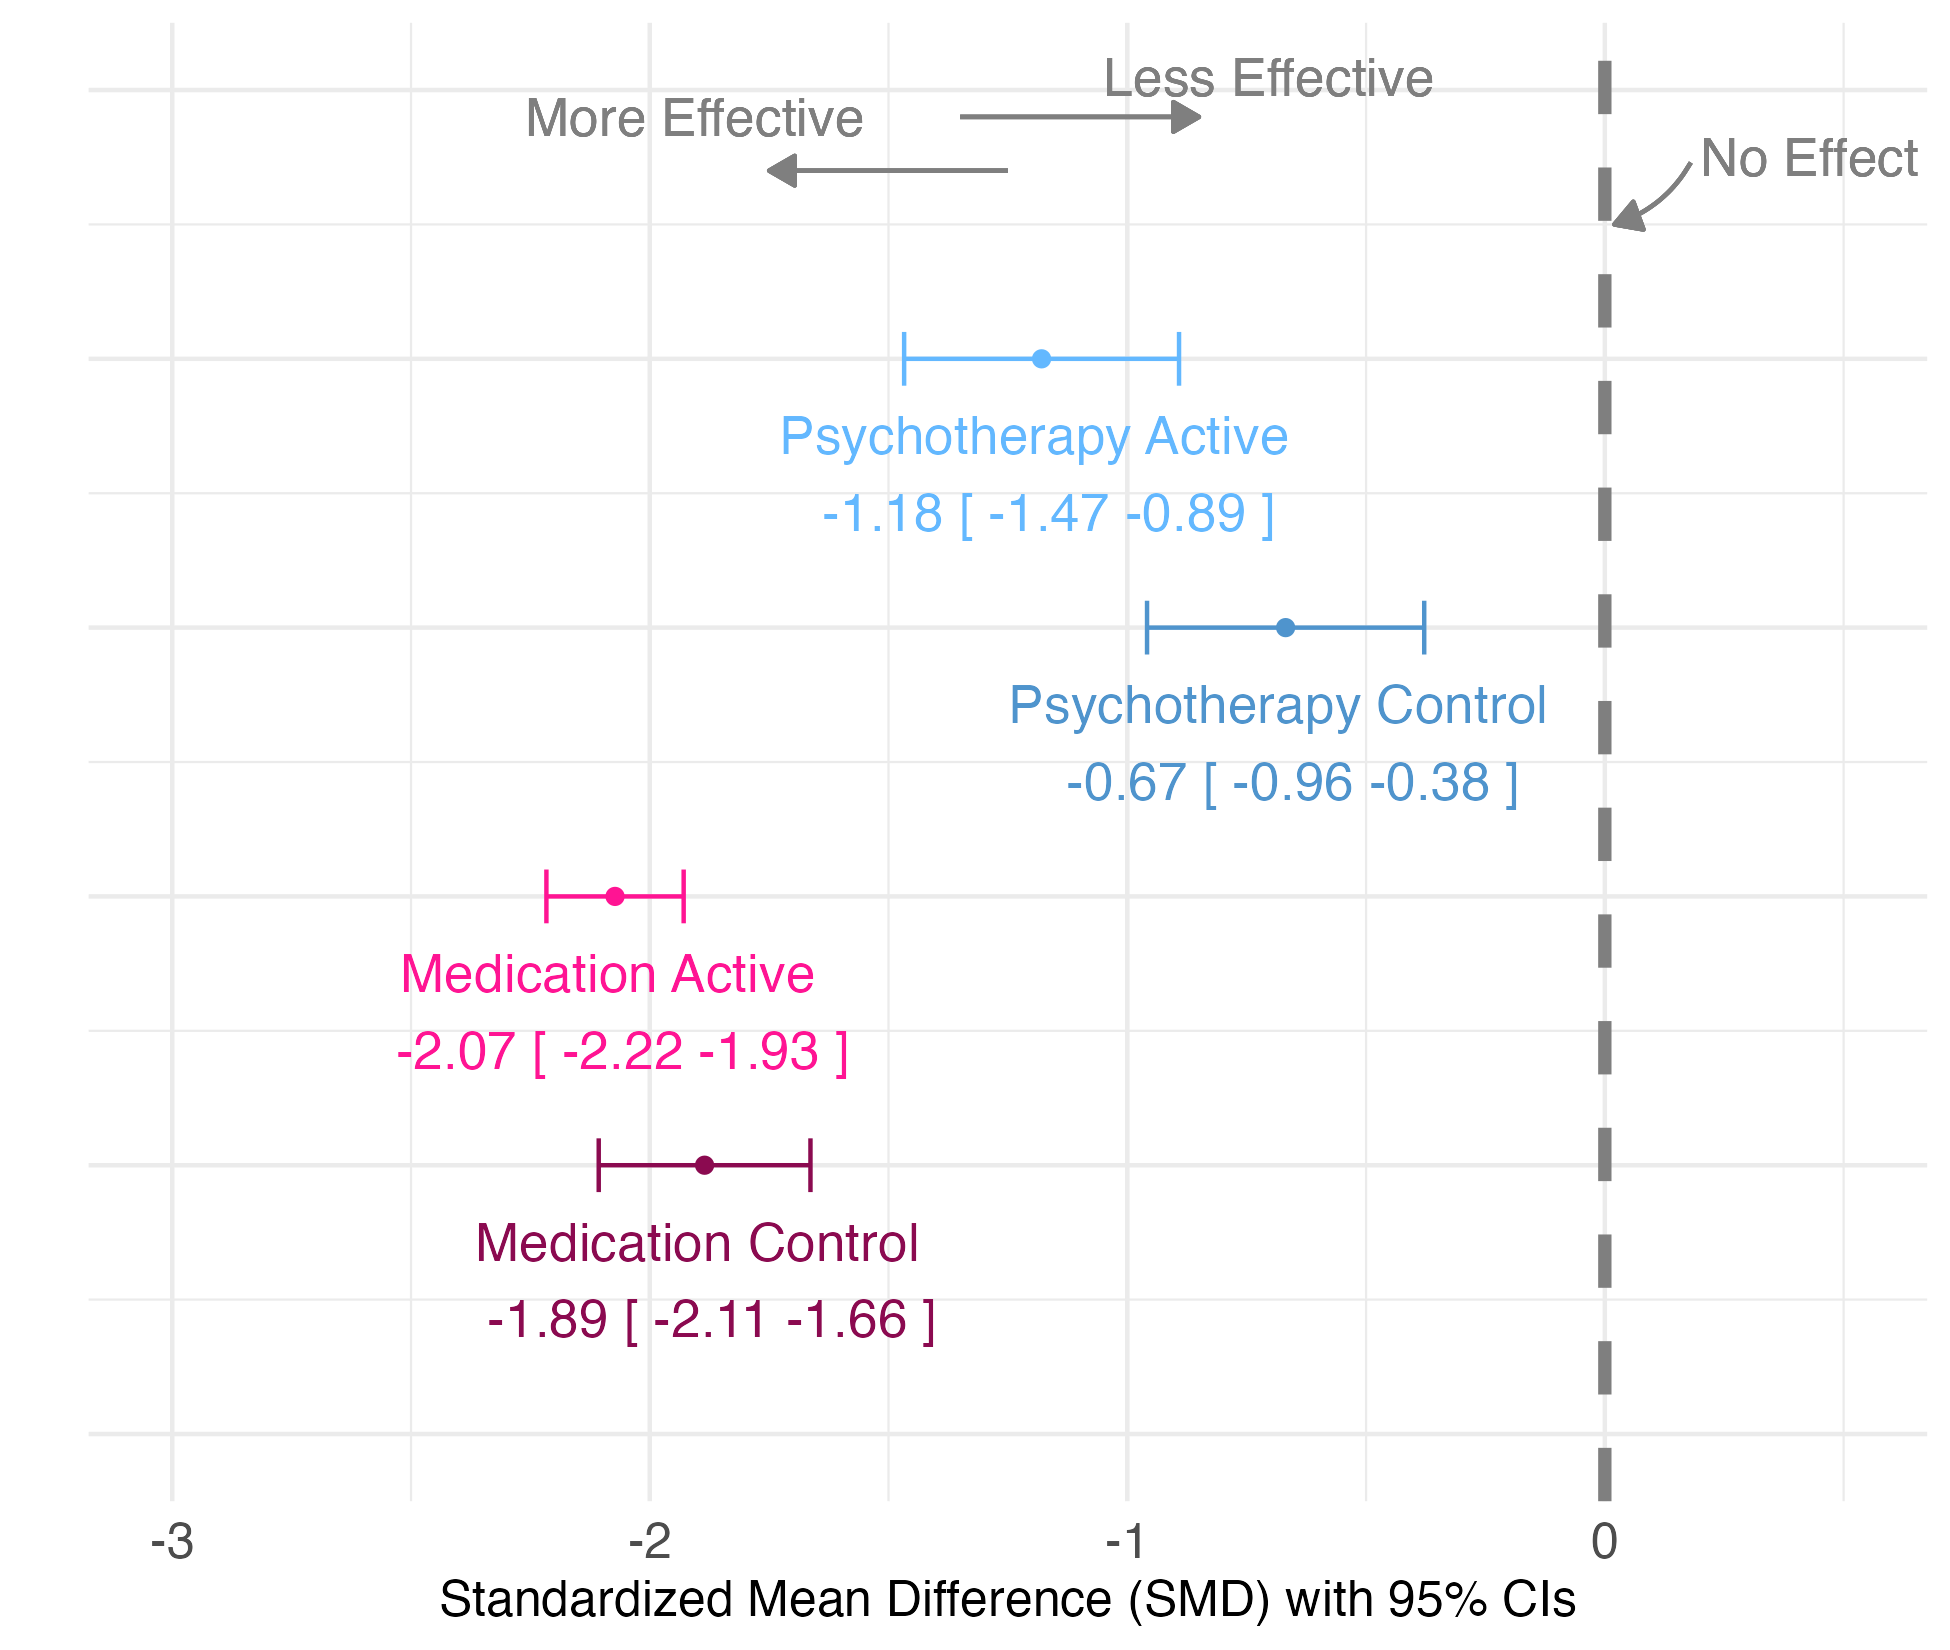 Less Effective
More Effective
No Effect
Psychotherapy Active
-1.18 [ -1.47 -0.89 ]
Psychotherapy Control
-0.67 [ -0.96 -0.38 ]
Medication Active
-2.07 [ -2.22 -1.93 ]
Medication Control
-1.89 [ -2.11 -1.66 ]
-3 -2 -1 0
Standardized Mean Difference (SMD) with 95% CIs